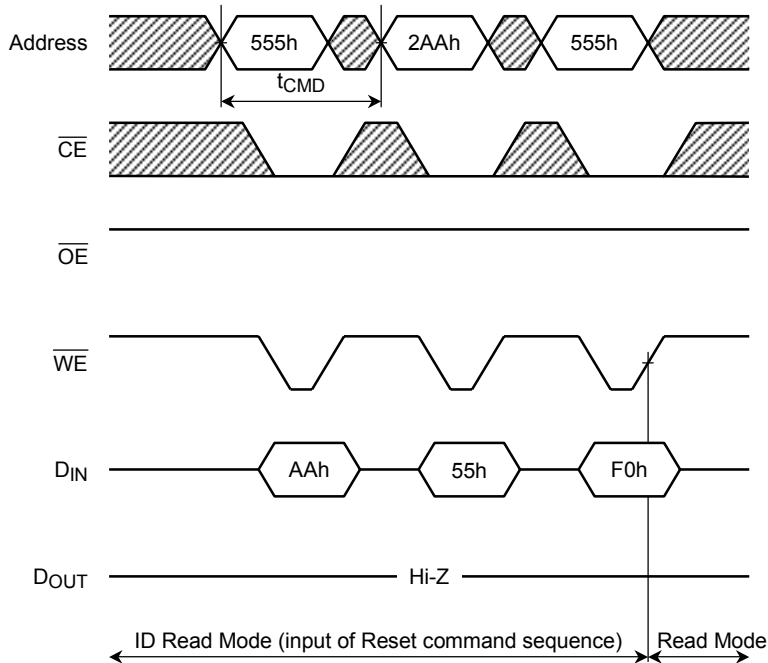 Address 555h 2AAh 555h
tCMD
CE
OE
WE
DIN AAh 55h F0h
DOUT Hi-Z
ID Read Mode (input of Reset command sequence) Read Mode